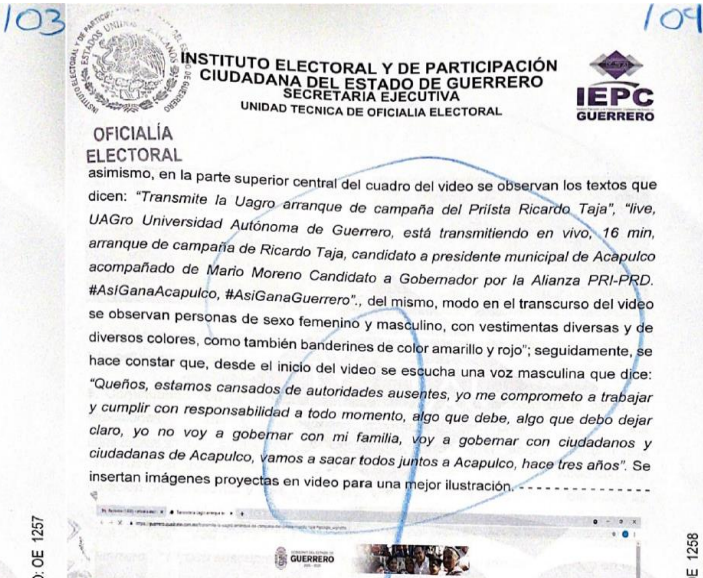 103
109
INSTITUTO ELECTORAL Y DE PARTICIPACIÓN
CIUDADANA DEL ESTADO DE GUERRERO
SECRETARÍA EJECUTIVA
UNIDAD TECNICA DE OFICIALIA ELECTORAL
IEPC
GUERRERO
OFICIALÍA
ELECTORAL
asimismo, en la parte superior central del cuadro del video se observan los textos que
dicen: "Transmite la Uagro arranque de campaña del Priísta Ricardo Taja", "live,
UAGro Universidad Autónoma de Guerrero, está transmitiendo en vivo, 16 min,
arranque de campaña de Ricardo Taja, candidato a presidente municipal de Acapulco
acompañado de Mario Moreno Candidato a Gobernador por la Alianza PRI-PRD.
#AsíGanaAcapulco, #AsiGanaGuerrero"., del mismo, modo en el transcurso del video
se observan personas de sexo femenino y masculino, con vestimentas diversas y de
diversos colores, como también banderines de color amarillo y rojo"; seguidamente, se
hace constar que, desde el inicio del video se escucha una voz masculina que dice:
"Queños, estamos cansados de autoridades ausentes, yo me comprometo a trabajar
y cumplir con responsabilidad a todo momento, algo que debe, algo que debo dejar
claro, yo no voy a gobernar con mi familia, voy a gobernar con ciudadanos y
ciudadanas de Acapulco, vamos a sacar todos juntos a Acapulco, hace tres años". Se
insertan imágenes proyectas en video para una mejor ilustración. - - - - - - - - - - - - - - -
GUERRERO
: OE 1257
E 1258